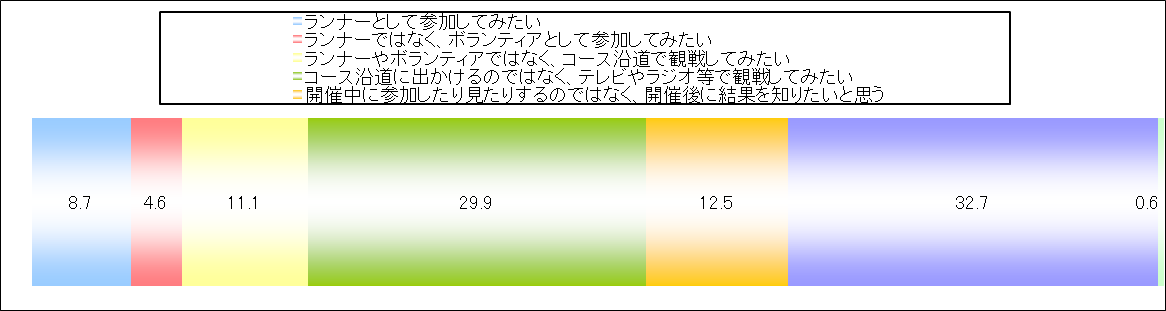 ランナーとして参加してみたい
ランナーではなく、ボランティアとして参加してみたい
ランナーやボランティアではなく、コース沿道で観戦してみたい
コース沿道に出かけるのではなく、テレビやラジオ等で観戦してみたい
開催中に参加したり見たりするのではなく、開催後に結果を知りたいと思う
8.7 4.6 11.1 29.9 12.5 32.7 0.6